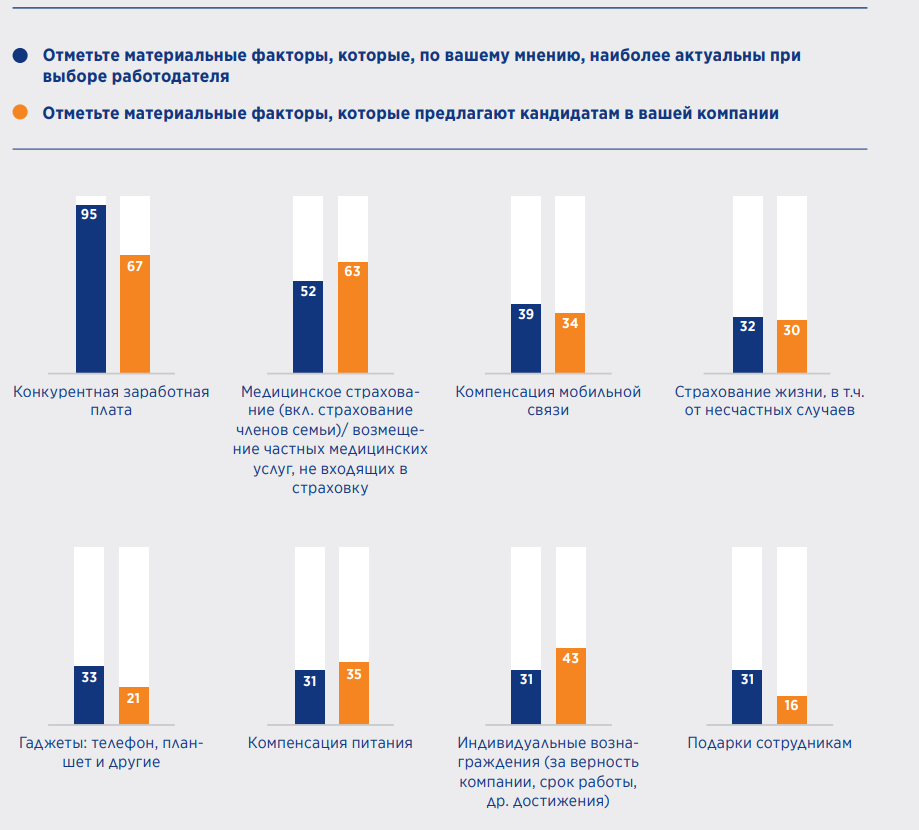 Отметьте материальные факторы, которые, по вашему мнению, наиболее актуальны при
выборе работодателя
Отметьте материальные факторы, которые предлагают кандидатам в вашей компании
95
67
Конкурентная заработная
плата
52
63
Медицинское страхова-
ние (вкл. страхование
членов семьи)/ возмеще-
ние частных медицинских
услуг, не входящих в
страховку
39
34
Компенсация мобильной
связи
32
30
Страхование жизни, в т.ч.
от несчастных случаев
33
21
Гаджеты: телефон, план-
шет и другие
31
35
Компенсация питания
31
43
Индивидуальные возна-
граждения (за верность
компании, срок работы,
др. достижения)
31
16
Подарки сотрудникам